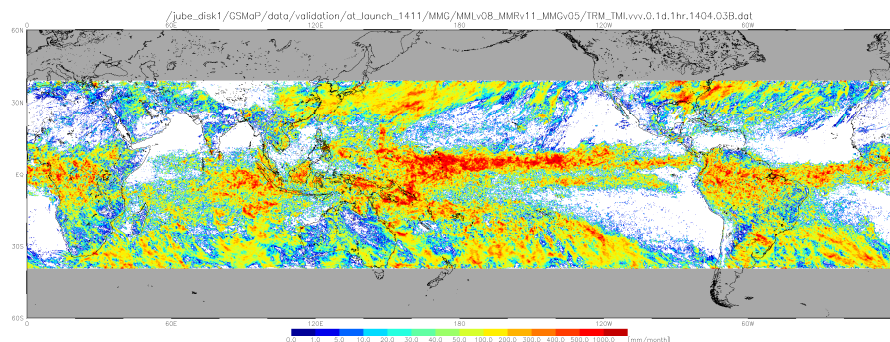 /jube_disk1/GSMaP/data/validation/at_launch_1411/MMG/MMLv08_MMRv11_MMGv05/TRM_TMI.vvv.0.1d.1hr.1404.03B.dat
0 60E 120E 180 120W 60W
60N
30N
EQ
30S
60S
0 60E 120E 180 120W 60W
0.0 1.0 5.0 10.0 20.0 30.0 40.0 50.0 100.0 200.0 300.0 400.0 500.0 1000.0 [mm/month]